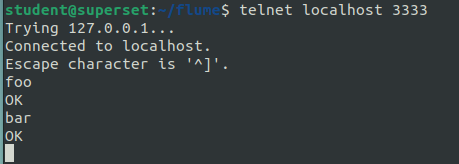 student@superset:~/flume$ telnet localhost 3333
Trying 127.0.0.1...
Connected to localhost.
Escape character is '^]'.
foo
OK
bar
OK